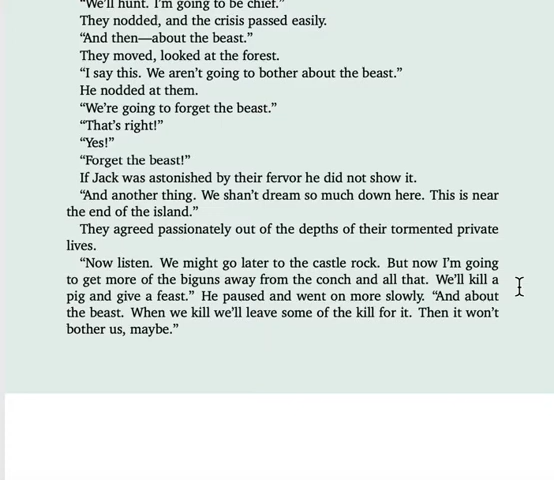 “We’ll hunt. I’m going to be chief.”
They nodded, and the crisis passed easily.
“And then—about the beast.”
They moved, looked at the forest.
“I say this. We aren’t going to bother about the beast.”
He nodded at them.
“We’re going to forget the beast.”
“That’s right!”
“Yes!”
“Forget the beast!”
If Jack was astonished by their fervor he did not show it.
“And another thing. We shan’t dream so much down here. This is near
the end of the island.”
They agreed passionately out of the depths of their tormented private
lives.
“Now listen. We might go later to the castle rock. But now I’m going
to get more of the biguns away from the conch and all that. We’ll kill a
pig and give a feast.” He paused and went on more slowly. “And about
the beast. When we kill we’ll leave some of the kill for it. Then it won’t
bother us, maybe.”